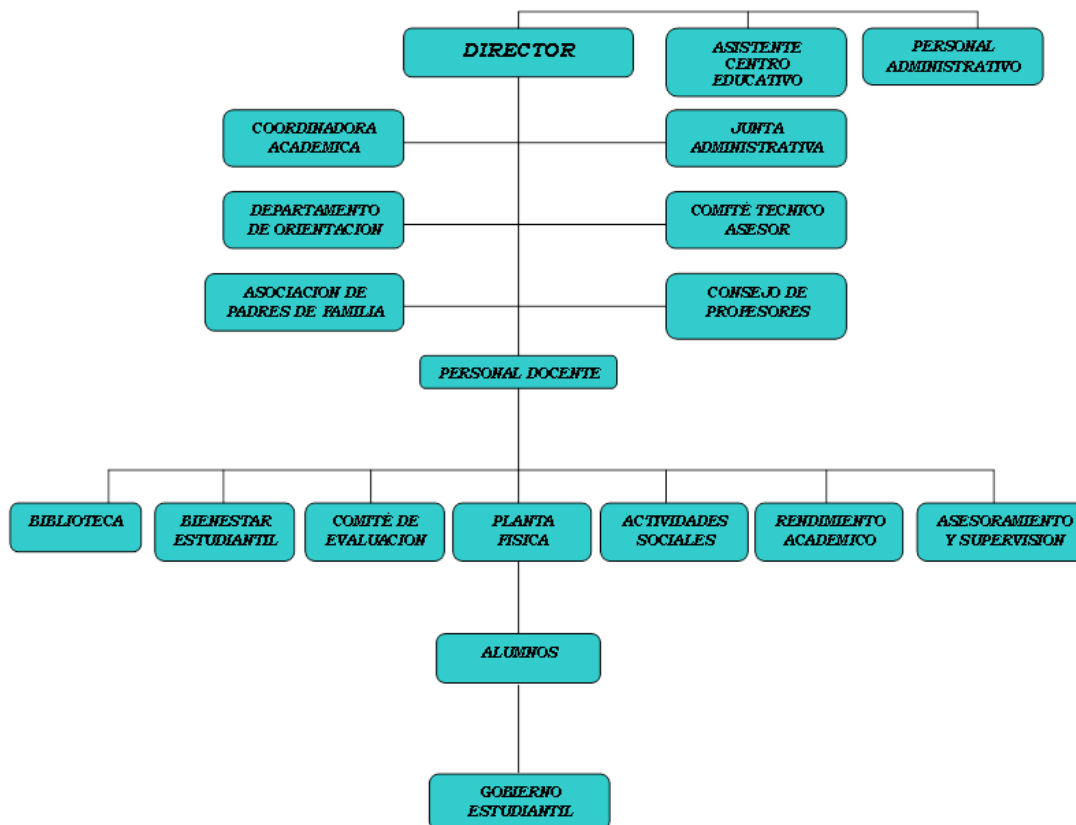 DIRECTOR
ASISTENTE
CENTRO
EDUCATIVO
PERSONAL
ADMINISTRATIVO
COORDINADORA
ACADEMICA
JUNTA
ADMINISTRATIVA
DEPARTAMENTO
DE ORIENTACION
COMITÉ TECNICO
ASESOR
ASOCIACION DE
PADRES DE FAMILIA
CONSEJO DE
PROFESORES
PERSONAL DOCENTE
BIBLIOTECA
BIENESTAR
ESTUDIANTIL
COMITÉ DE
EVALUACION
PLANTA
FISICA
ACTIVIDADES
SOCIALES
RENDIMIENTO
ACADEMICO
ASESORAMIENTO
Y SUPERVISION
ALUMNOS
GOBIERNO
ESTUDIANTIL